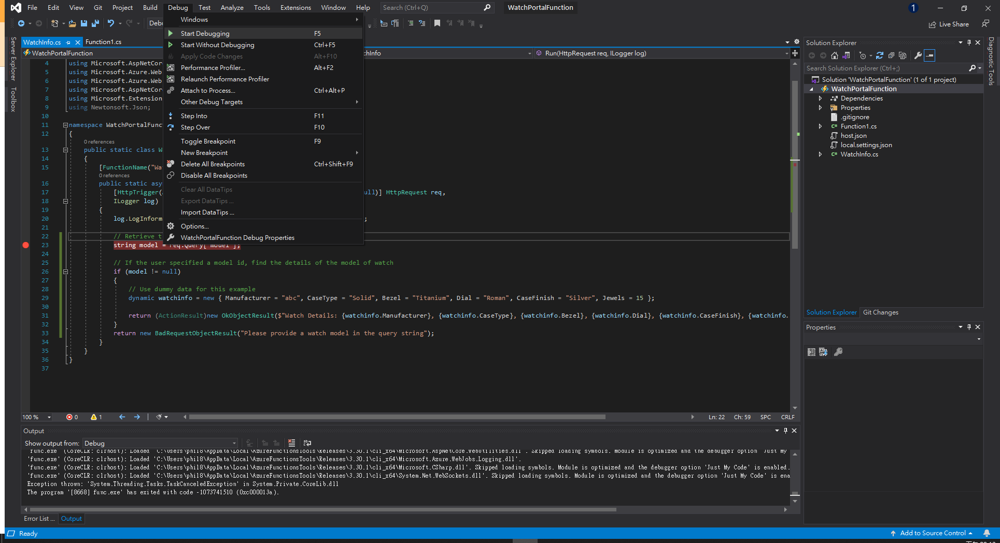 File Edit View Git Project Build Debug Test Analyze Tools Extensions Window Help Search (Ctrl+Q) WatchPortalFunction 1
Live Share
Server Explorer
Toolbox
Diagnostic Tools
Windows
Start Debugging F5
Start Without Debugging Ctrl+F5
Apply Code Changes Alt+F10
Performance Profiler... Alt+F2
Relaunch Performance Profiler
Attach to Process... Ctrl+Alt+P
Other Debug Targets
Step Into F11
Step Over F10
Toggle Breakpoint F9
New Breakpoint
Delete All Breakpoints Ctrl+Shift+F9
Disable All Breakpoints
Clear All DataTips
Export DataTips ...
Import DataTips ...
Options...
WatchPortalFunction Debug Properties
WatchInfo.cs Function1.cs
WatchPortalFunction Run(HttpRequest req, ILogger log)
4 using Microsoft.AspNetCor
5 using Microsoft.Azure.Web
6 using Microsoft.Azure.Web
7 using Microsoft.AspNetCor
8 using Microsoft.Extension
9 using Newtonsoft.Json;
10
11 namespace WatchPortalFunc
12 {
0 references
13 public static class W
14 {
15 [FunctionName("Wa
0 references
16 public static asy
17 [HttpTrigger( ull)] HttpRequest req,
18 ILogger log)
19 {
20 log.LogInform ;
21
22 // Retrieve t
23 string model = req.Query["model"];
24
25 // If the user specified a model id, find the details of the model of watch
26 if (model != null)
27 {
28 // Use dummy data for this example
29 dynamic watchinfo = new { Manufacturer = "abc", CaseType = "Solid", Bezel = "Titanium", Dial = "Roman", CaseFinish = "Silver", Jewels = 15 };
30
31 return (ActionResult)new OkObjectResult($"Watch Details: {watchinfo.Manufacturer}, {watchinfo.CaseType}, {watchinfo.Bezel}, {watchinfo.Dial}, {watchinfo.CaseFinish}, {watchinfo.
32 }
33 return new BadRequestObjectResult("Please provide a watch model in the query string");
34 }
35 }
36 }
37
100 % 0 1 Ln: 22 Ch: 59 SPC CRLF
Output
Show output from: Debug
'func.exe' (CoreCLR: clrhost): Loaded 'C:\Users\phil8\AppData\Local\AzureFunctionsTools\Releases\3.30.1\cli_x64\Microsoft.AspNetCore.WebUtilities.dll'. Skipped loading symbols. Module is optimized and the debugger option 'Just My
'func.exe' (CoreCLR: clrhost): Loaded 'C:\Users\phil8\AppData\Local\AzureFunctionsTools\Releases\3.30.1\cli_x64\Microsoft.Azure.WebJobs.Logging.dll'.
'func.exe' (CoreCLR: clrhost): Loaded 'C:\Users\phil8\AppData\Local\AzureFunctionsTools\Releases\3.30.1\cli_x64\Microsoft.CSharp.dll'. Skipped loading symbols. Module is optimized and the debugger option 'Just My Code' is enabled.
'func.exe' (CoreCLR: clrhost): Loaded 'C:\Users\phil8\AppData\Local\AzureFunctionsTools\Releases\3.30.1\cli_x64\System.Net.WebSockets.dll'. Skipped loading symbols. Module is optimized and the debugger option 'Just My Code' is ena
Exception thrown: 'System.Threading.Tasks.TaskCanceledException' in System.Private.CoreLib.dll
The program '[8668] func.exe' has exited with code -1073741510 (0xc000013a).
Error List ... Output
Solution Explorer
Search Solution Explorer (Ctrl+;)
Solution 'WatchPortalFunction' (1 of 1 project)
WatchPortalFunction
Dependencies
Properties
.gitignore
Function1.cs
host.json
local.settings.json
WatchInfo.cs
Solution Explorer Git Changes
Properties
Ready Add to Source Control